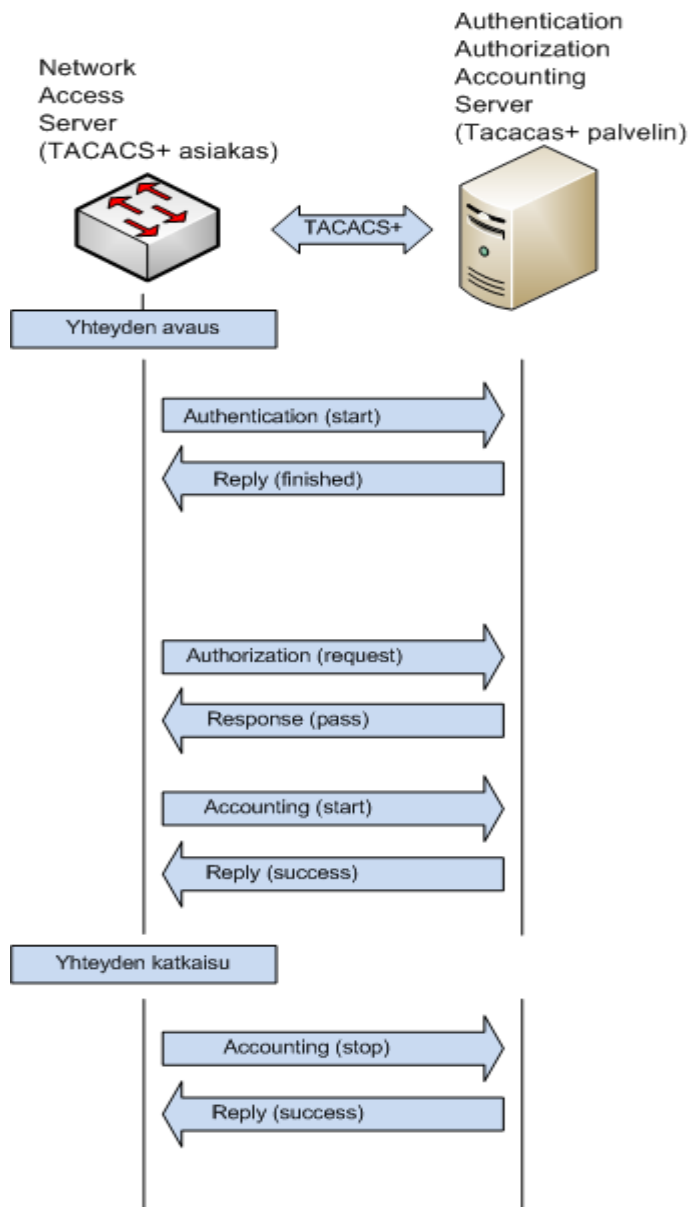 Network
Access
Server
(TACACS+ asiakas)
Authentication
Authorization
Accounting
Server
(Tacacas+ palvelin)
TACACS+
Yhteyden avaus
Authentication (start)
Reply (finished)
Authorization (request)
Response (pass)
Accounting (start)
Reply (success)
Yhteyden katkaisu
Accounting (stop)
Reply (success)